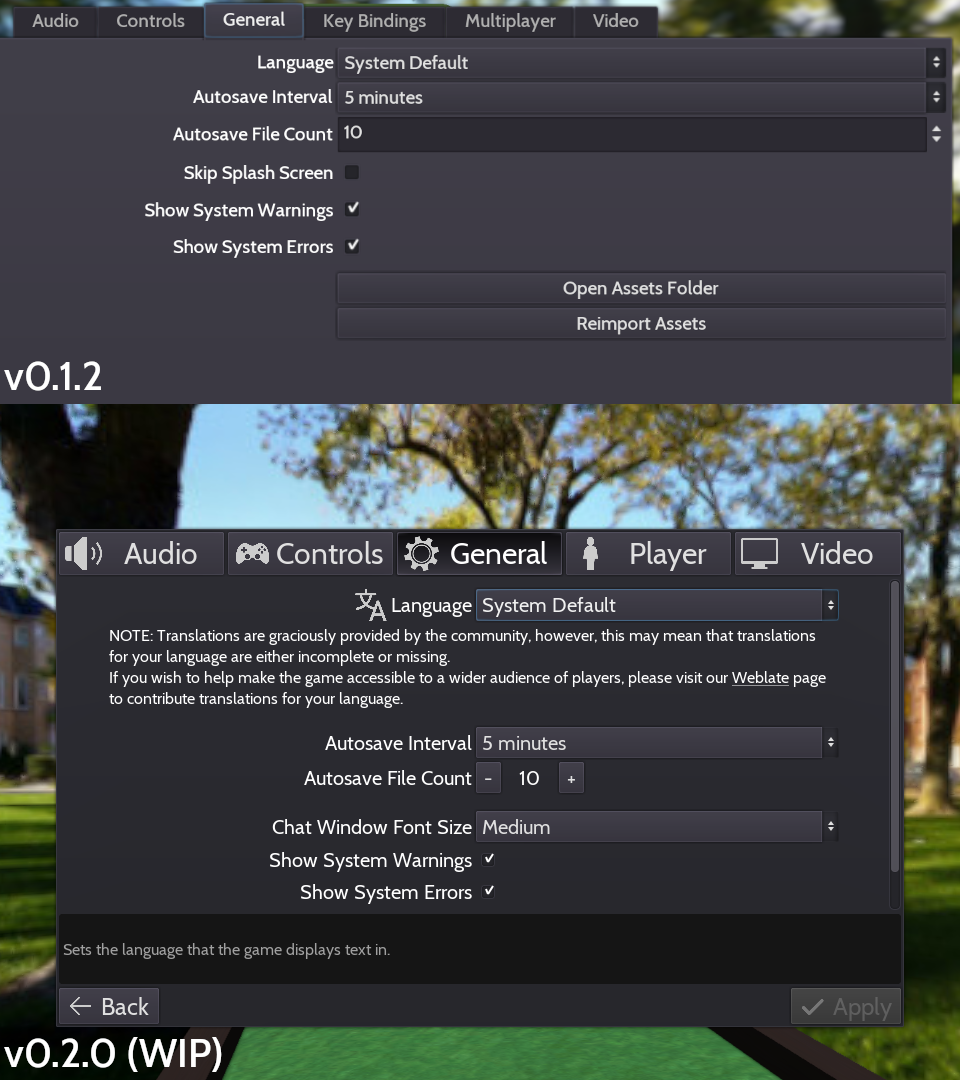 Audio Controls General Key Bindings Multiplayer Video
Language System Default
Autosave Interval 5 minutes
Autosave File Count 10
Skip Splash Screen
Show System Warnings
Show System Errors
Open Assets Folder
Reimport Assets
v0.1.2
Audio Controls General Player Video
Language System Default
NOTE: Translations are graciously provided by the community, however, this may mean that translations
for your language are either incomplete or missing.
If you wish to help make the game accessible to a wider audience of players, please visit our Weblate page
to contribute translations for your language.
Autosave Interval 5 minutes
Autosave File Count - 10 +
Chat Window Font Size Medium
Show System Warnings
Show System Errors
Sets the language that the game displays text in.
Back Apply
v0.2.0 (WIP)